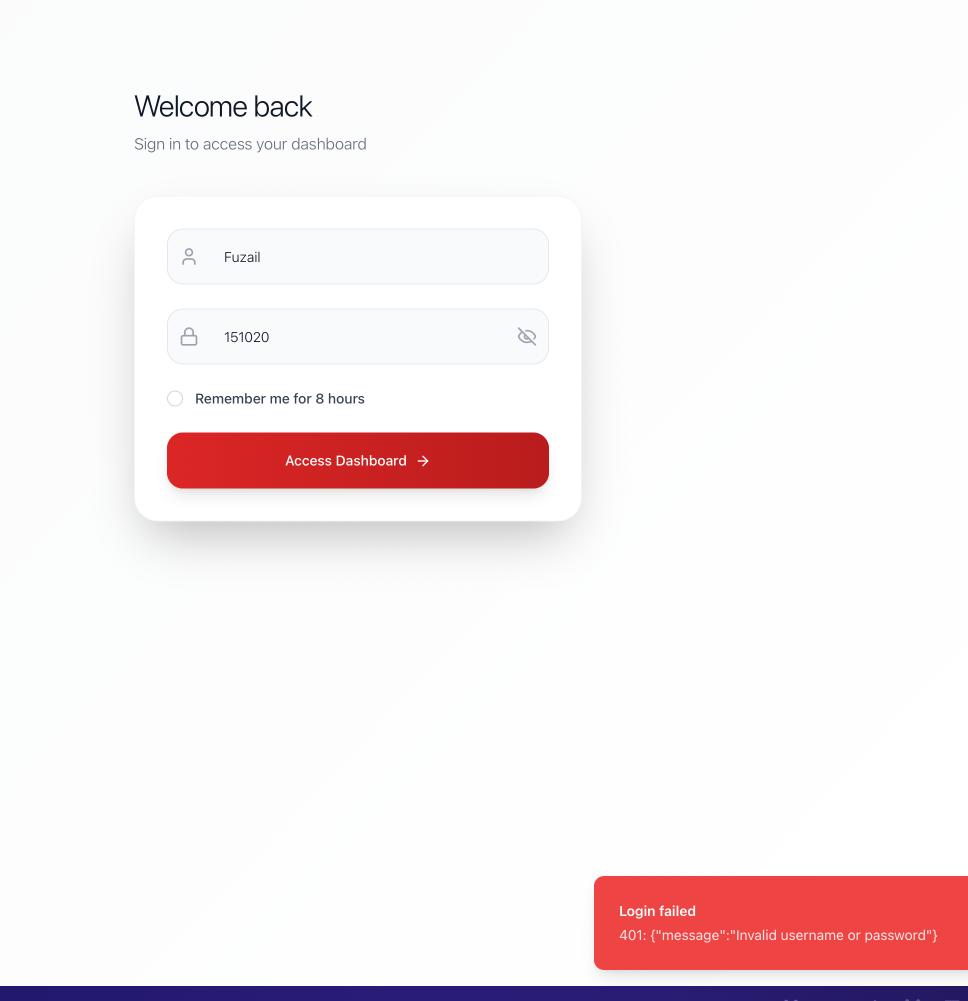 Welcome back
Sign in to access your dashboard
Fuzail
151020
Remember me for 8 hours
Access Dashboard →
Login failed
401: {"message":"Invalid username or password"}